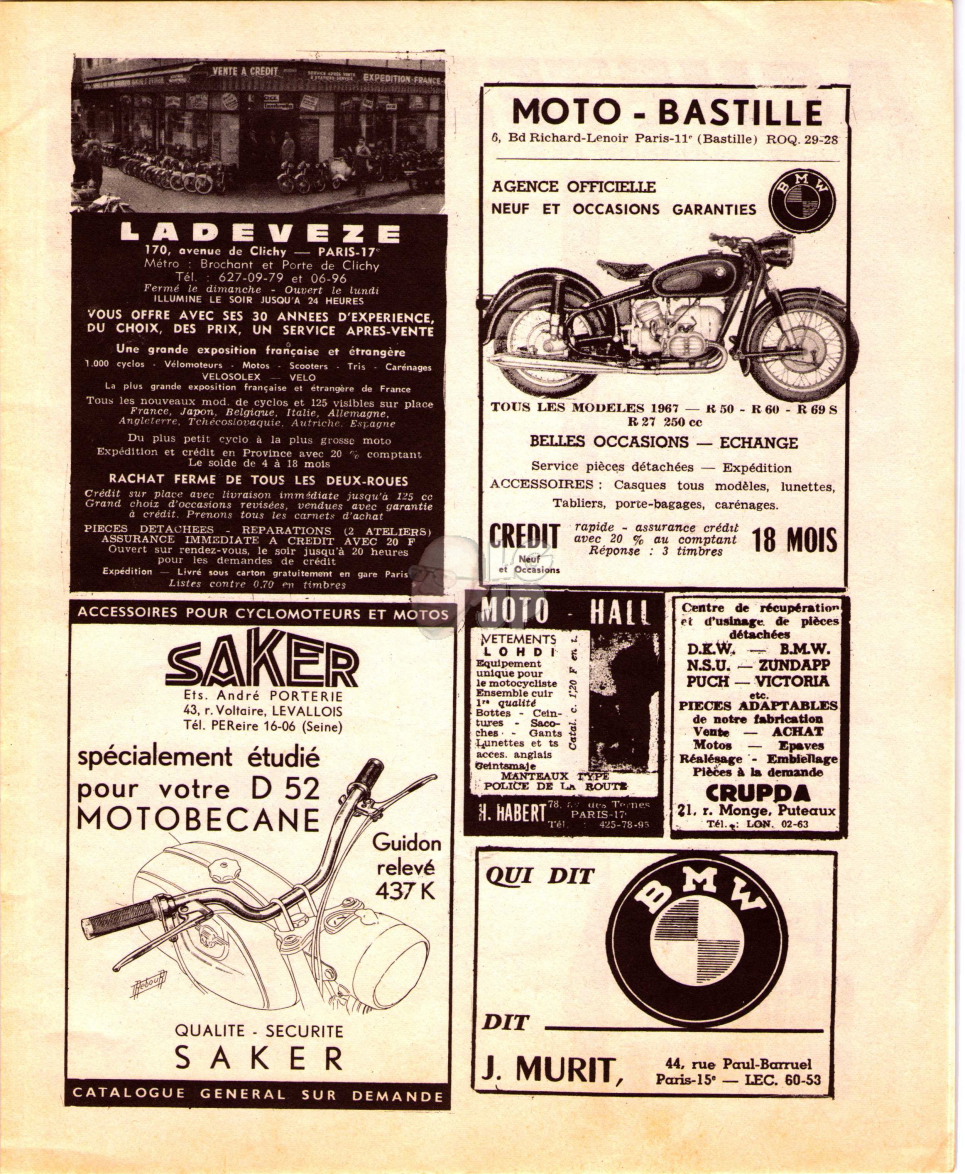 VENTE A CREDIT
EXPEDITION-FRANCE
LADEVEZE
170, avenue de Clichy — PARIS-17e
Métro : Brochant et Porte de Clichy
Tél. : 627-09-79 et 06-96
Fermé le dimanche - Ouvert le lundi
ILLUMINE LE SOIR JUSQU'A 24 HEURES
VOUS OFFRE AVEC SES 30 ANNEES D'EXPERIENCE,
DU CHOIX, DES PRIX, UN SERVICE APRES-VENTE
Une grande exposition française et étrangère
1.000 cyclos - Vélomoteurs - Motos - Scooters - Tris - Carénages
VELOSOLEX — VELO
La plus grande exposition française et étrangère de France
Tous les nouveaux mod. de cyclos et 125 visibles sur place
France, Japon, Belgique, Italie, Allemagne,
Angleterre, Tchécoslovaquie, Autriche, Espagne
Du plus petit cyclo à la plus grosse moto
Expédition et crédit en Province avec 20 % comptant
Le solde de 4 à 18 mois
RACHAT FERME DE TOUS LES DEUX-ROUES
Crédit sur place avec livraison immédiate jusqu'à 125 cc
Grand choiz d'occasions revisées, vendues avec garantie
à crédit. Prenons tous les carnets d'achat
PIECES DETACHEES - REPARATIONS (2 ATELIERS)
ASSURANCE IMMEDIATE A CREDIT AVEC 20 F
Ouvert sur rendez-vous, le soir jusqu'à 20 heures
pour les demandes de crédit
Expédition — Livré sous carton gratuitement en gare Paris
Listes contre 0,70 en timbres
MOTO - BASTILLE
6, Bd Richard-Lenoir Paris-11e (Bastille) ROQ. 29-28
AGENCE OFFICIELLE
NEUF ET OCCASIONS GARANTIES
BMW
TOUS LES MODELES 1967 — R 50 - R 60 - R 69 S
R 27 250 cc
BELLES OCCASIONS — ECHANGE
Service pièces détachées — Expédition
ACCESSOIRES : Casques tous modèles, lunettes,
Tabliers, porte-bagages, carénages.
CREDIT
Neuf
et Occasions
rapide - assurance crédit
avec 20 % au comptant
Réponse : 3 timbres
18 MOIS
ACCESSOIRES POUR CYCLOMOTEURS ET MOTOS
SAKER
Ets. André PORTERIE
43, r. Voltaire, LEVALLOIS
Tél. PEReire 16-06 (Seine)
spécialement étudié
pour votre D 52
MOTOBECANE
Guidon
relevé
437 K
QUALITE - SECURITE
SAKER
CATALOGUE GENERAL SUR DEMANDE
MOTO - HALL
VETEMENTS
LOHDI
Equipement
unique pour
le motocycliste
Ensemble cuir
1re qualité
Bottes - Cein-
tures - Saco-
ches - Gants
Lunettes et ts
acces. anglais
Geintamaje
Catal. c. 1,20 F en t.
MANTEAUX TYPE
POLICE DE LA ROUTE
H. HABERT
78, av des Ternes
PARIS-17e
Tél. : 425-78-95
Centre de récupération
et d'usinage de pièces
détachées
D.K.W. — B.M.W.
N.S.U. — ZUNDAPP
PUCH — VICTORIA
etc.
PIECES ADAPTABLES
de notre fabrication
Vente — ACHAT
Motos — Epaves
Réalésage - Embiellage
Pièces à la demande
CRUPDA
21, r. Monge, Puteaux
Tél. : LON. 02-63
QUI DIT
BMW
DIT
J. MURIT,
44, rue Paul-Barruel
Paris-15e — LEC. 60-53